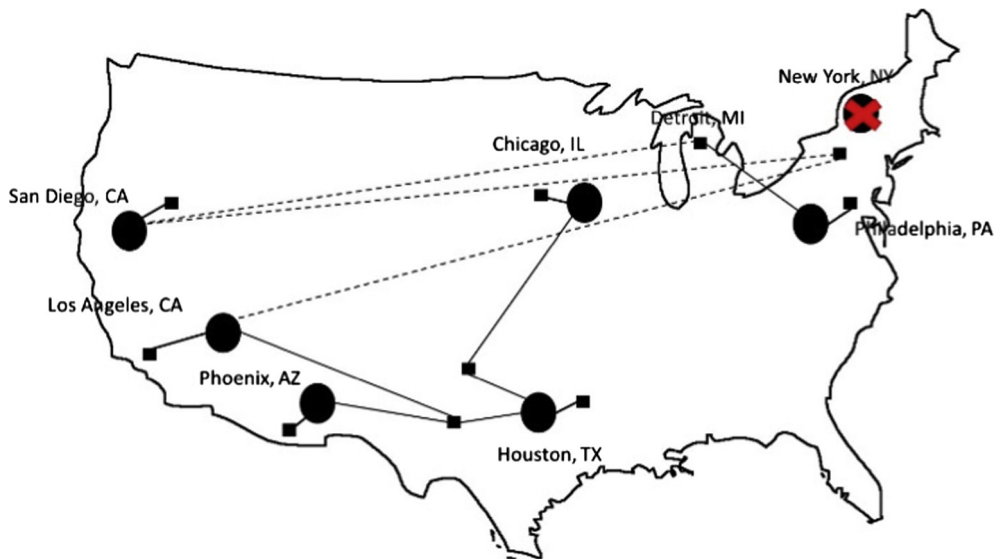 New York, NY
Detroit, MI
Chicago, IL
San Diego, CA
Philadelphia, PA
Los Angeles, CA
Phoenix, AZ
Houston, TX